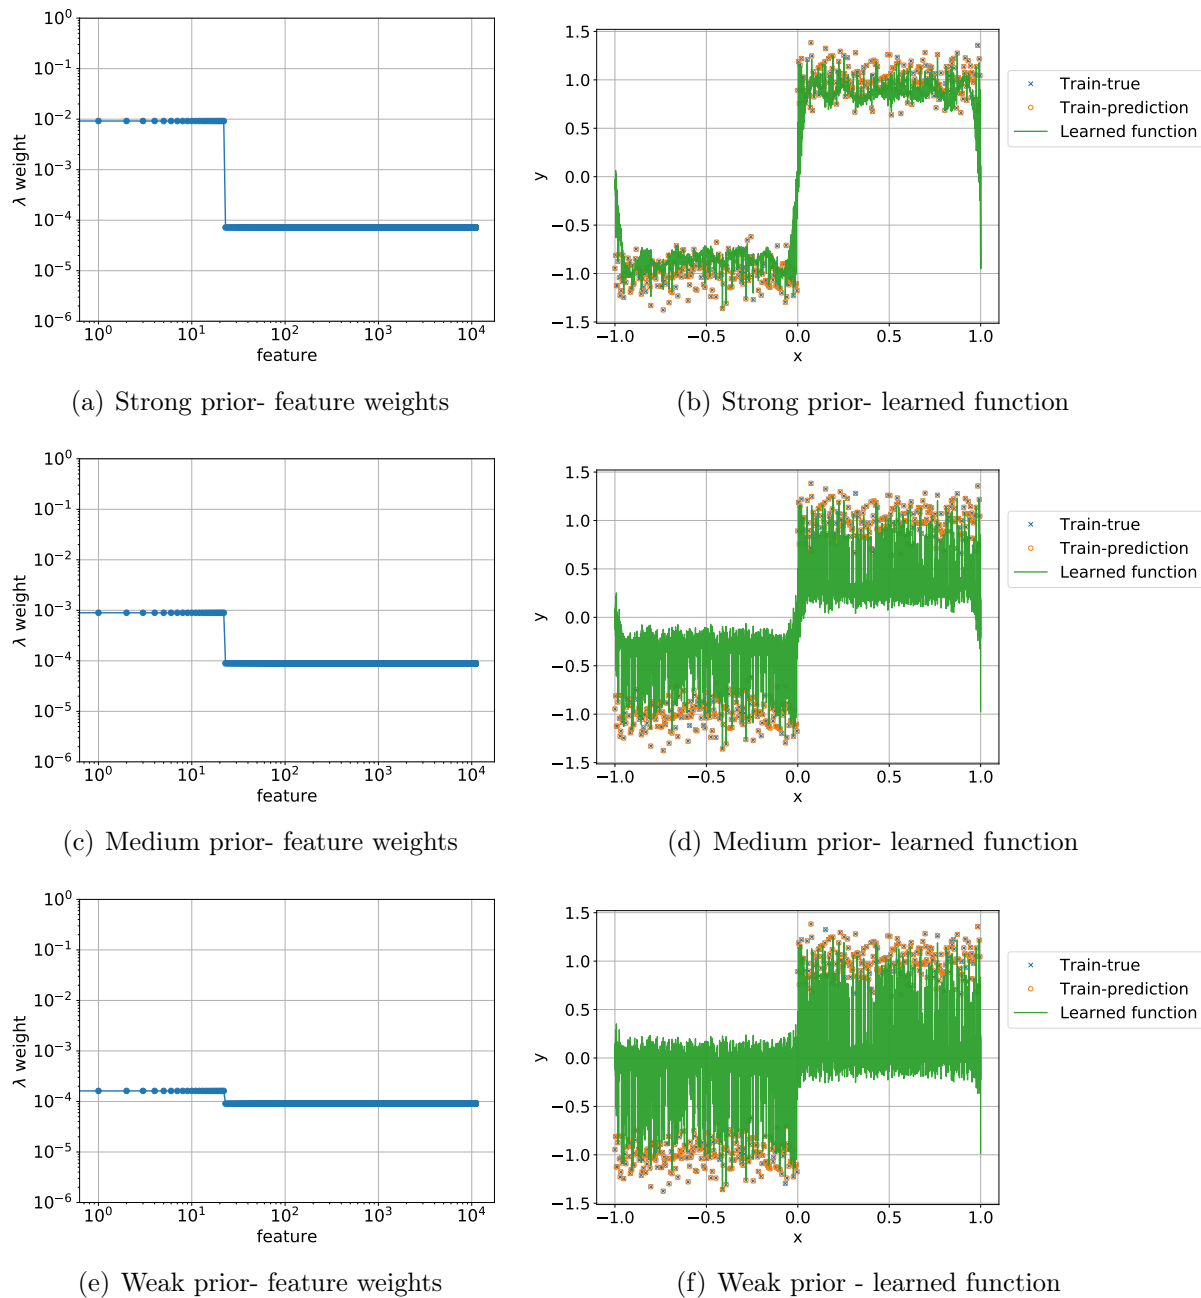 10^0
10^-1
10^-2
10^-3
10^-4
10^-5
10^-6
λ weight
10^0 10^1 10^2 10^3 10^4
feature
1.5
1.0
0.5
0.0
−0.5
−1.0
−1.5
y
−1.0 −0.5 0.0 0.5 1.0
x
Train-true
Train-prediction
Learned function
(a) Strong prior- feature weights
(b) Strong prior- learned function
10^0
10^-1
10^-2
10^-3
10^-4
10^-5
10^-6
λ weight
10^0 10^1 10^2 10^3 10^4
feature
1.5
1.0
0.5
0.0
−0.5
−1.0
−1.5
y
−1.0 −0.5 0.0 0.5 1.0
x
Train-true
Train-prediction
Learned function
(c) Medium prior- feature weights
(d) Medium prior- learned function
10^0
10^-1
10^-2
10^-3
10^-4
10^-5
10^-6
λ weight
10^0 10^1 10^2 10^3 10^4
feature
1.5
1.0
0.5
0.0
−0.5
−1.0
−1.5
y
−1.0 −0.5 0.0 0.5 1.0
x
Train-true
Train-prediction
Learned function
(e) Weak prior- feature weights
(f) Weak prior - learned function